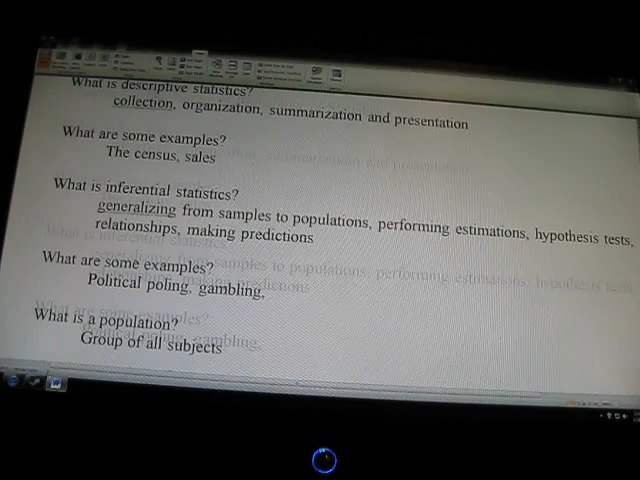 What is descriptive statistics?
collection, organization, summarization and presentation
What are some examples?
The census, sales
What is inferential statistics?
generalizing from samples to populations, performing estimations, hypothesis tests,
relationships, making predictions
What are some examples?
Political poling, gambling,
What is a population?
Group of all subjects